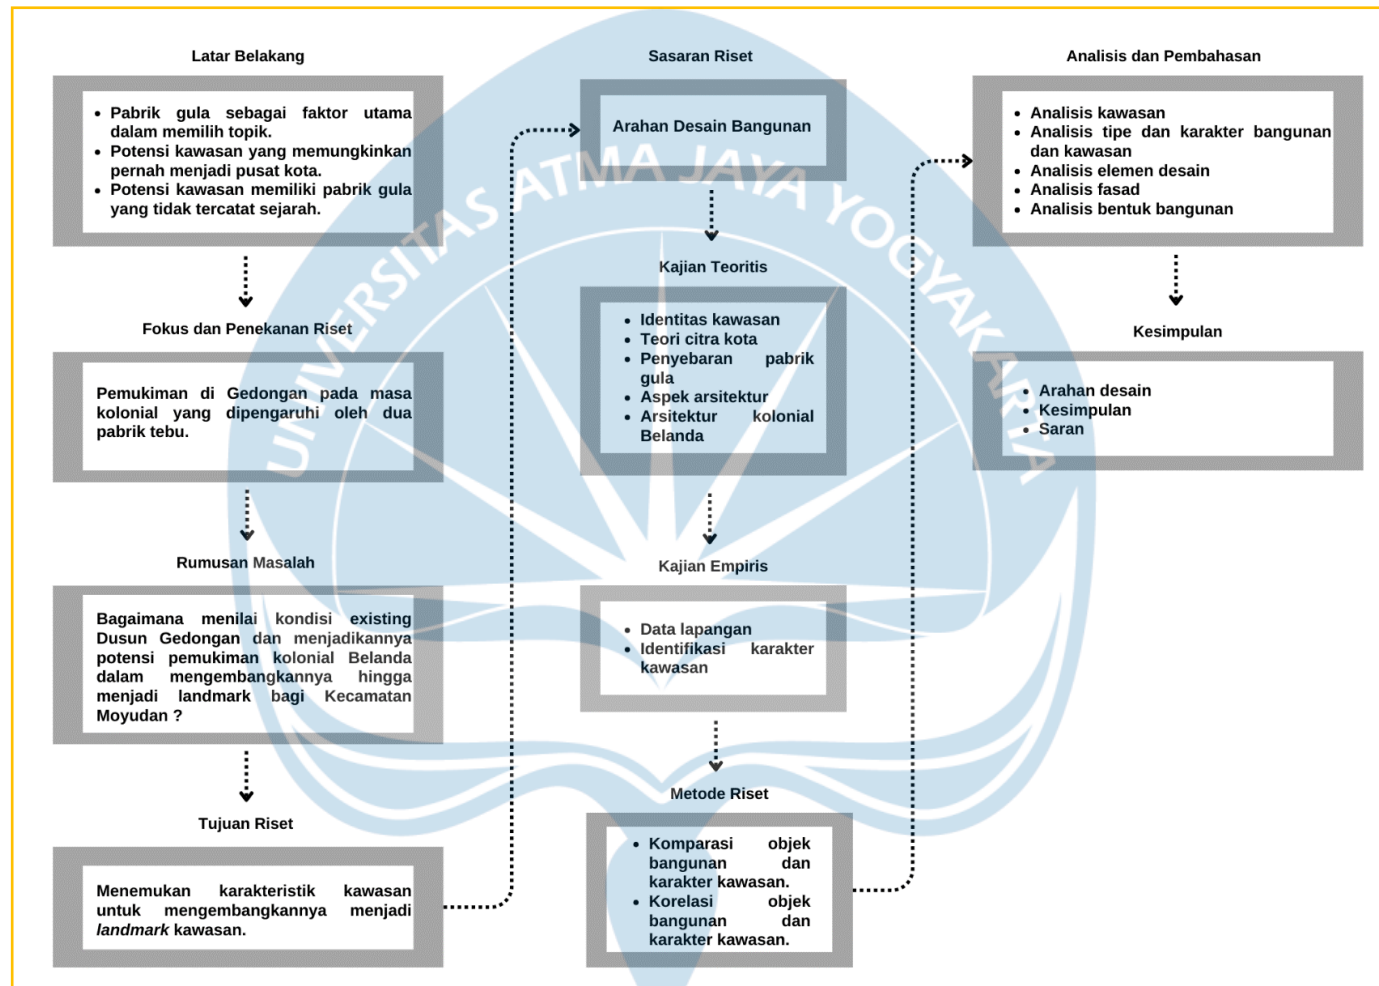 Latar Belakang
• Pabrik gula sebagai faktor utama
dalam memilih topik.
• Potensi kawasan yang memungkinkan
pernah menjadi pusat kota.
• Potensi kawasan memiliki pabrik gula
yang tidak tercatat sejarah.
Fokus dan Penekanan Riset
Pemukiman di Gedongan pada masa
kolonial yang dipengaruhi oleh dua
pabrik tebu.
Rumusan Masalah
Bagaimana menilai kondisi existing
Dusun Gedongan dan menjadikannya
potensi pemukiman kolonial Belanda
dalam mengembangkannya hingga
menjadi landmark bagi Kecamatan
Moyudan ?
Tujuan Riset
Menemukan karakteristik kawasan
untuk mengembangkannya menjadi
landmark kawasan.
Sasaran Riset
Arahan Desain Bangunan
Kajian Teoritis
• Identitas kawasan
• Teori citra kota
• Penyebaran pabrik
gula
• Aspek arsitektur
• Arsitektur kolonial
Belanda
Kajian Empiris
• Data lapangan
• Identifikasi karakter
kawasan
Metode Riset
• Komparasi objek
bangunan dan
karakter kawasan.
• Korelasi objek
bangunan dan
karakter kawasan.
Analisis dan Pembahasan
• Analisis kawasan
• Analisis tipe dan karakter bangunan
dan kawasan
• Analisis elemen desain
• Analisis fasad
• Analisis bentuk bangunan
Kesimpulan
• Arahan desain
• Kesimpulan
• Saran
UNIVERSITAS ATMA JAYA YOGYAKARTA